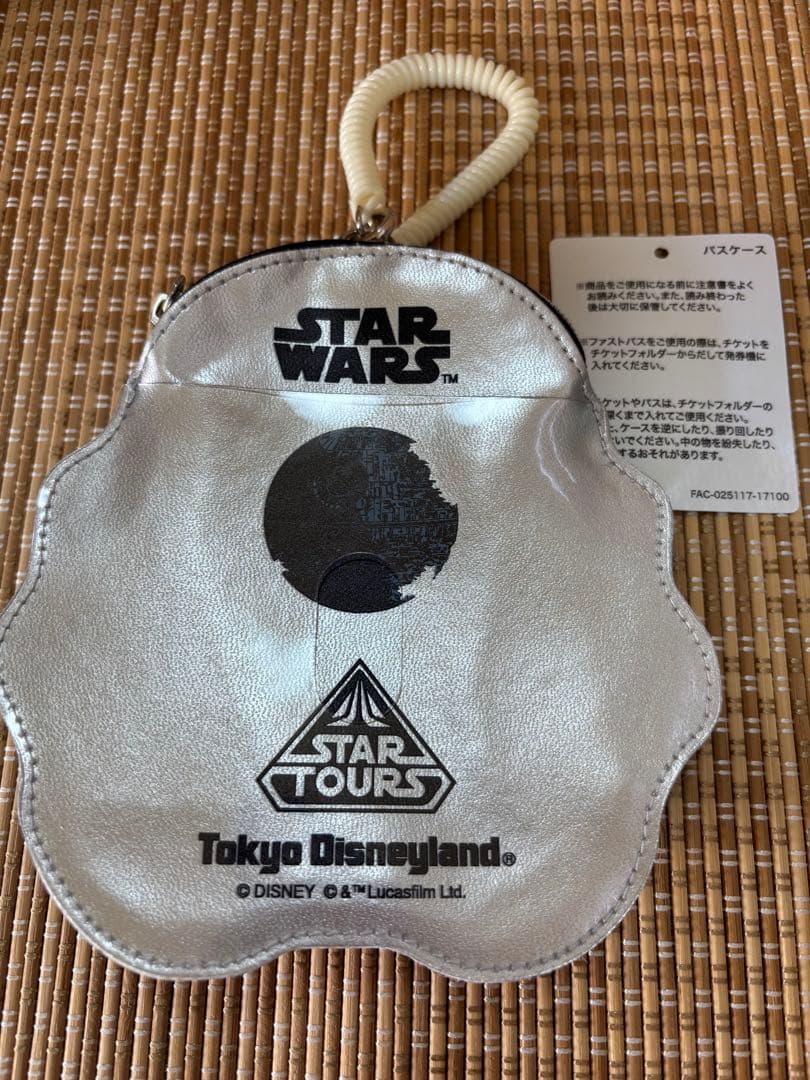 STAR
WARS™
STAR
TOURS
Tokyo Disneyland®
© DISNEY © &™Lucasfilm Ltd.
パスケース
※商品をご使用になる前に注意書をよく
お読みください。また、読み終わった
後は大切に保管してください。
※ファストパスをご使用の際は、チケットを
チケットフォルダーからだして発券機に
入れてください。
ケットやパスは、チケットフォルダーの
深くまで入れてご使用ください。
と、ケースを逆にしたり、振り回したり
いでください。中の物を紛失したり、
するおそれがあります。
FAC-025117-17100